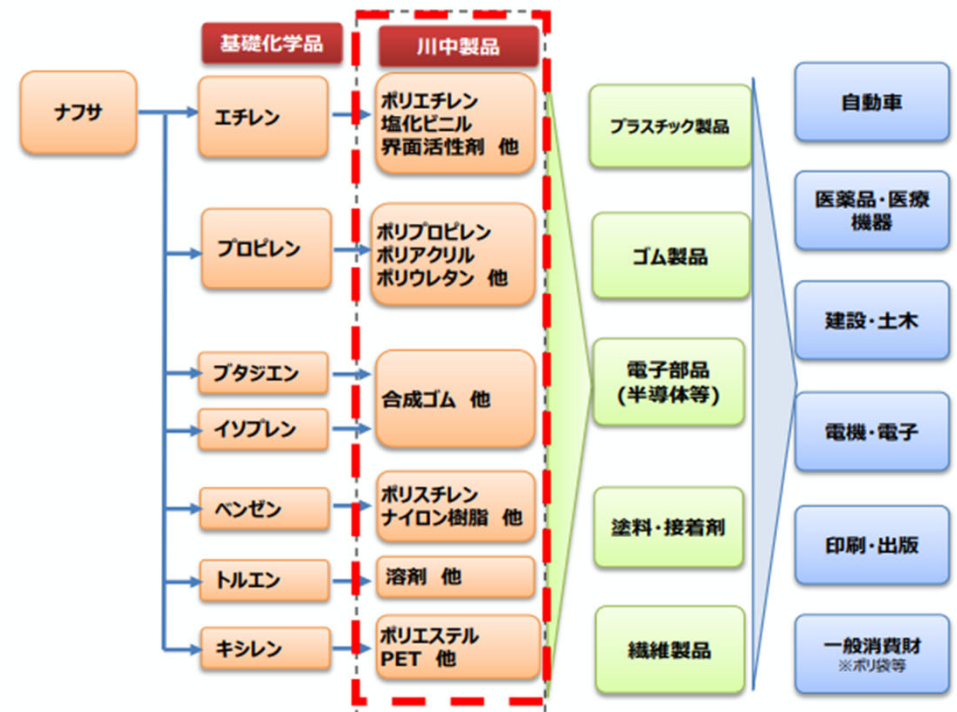 基礎化学品
川中製品
ナフサ
エチレン
ポリエチレン
塩化ビニル
界面活性剤 他
プロピレン
ポリプロピレン
ポリアクリル
ポリウレタン 他
ブタジエン
イソプレン
合成ゴム 他
ベンゼン
ポリスチレン
ナイロン樹脂 他
トルエン
溶剤 他
キシレン
ポリエステル
PET 他
プラスチック製品
ゴム製品
電子部品
(半導体等)
塗料・接着剤
繊維製品
自動車
医薬品・医療
機器
建設・土木
電機・電子
印刷・出版
一般消費財
※ポリ袋等